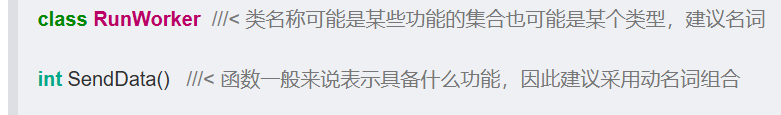 class RunWorker  ///< 类名称可能是某些功能的集合也可能是某个类型，建议名词
int SendData()   ///< 函数一般来说表示具备什么功能，因此建议采用动名词组合